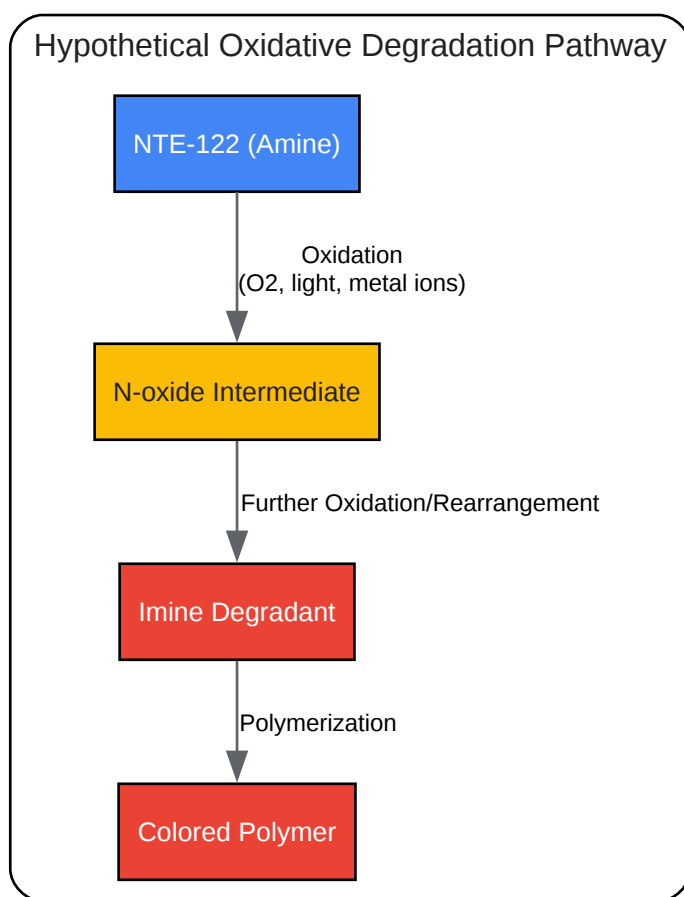 Hypothetical Oxidative Degradation Pathway
NTE-122 (Amine)
Oxidation
(O2, light, metal ions)
N-oxide Intermediate
Further Oxidation/Rearrangement
Imine Degradant
Polymerization
Colored Polymer